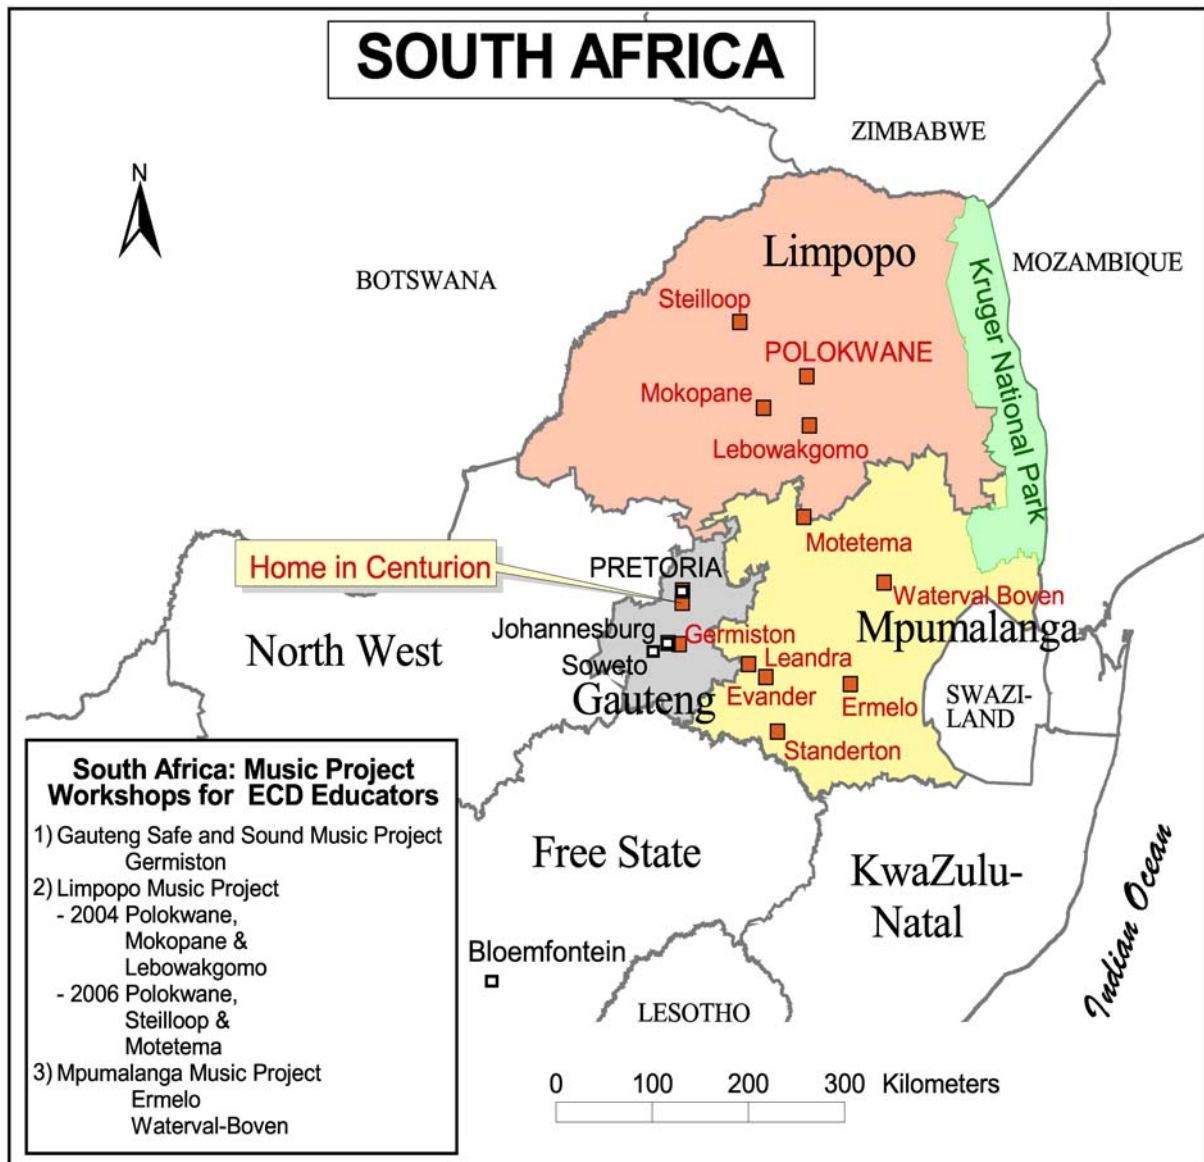 SOUTH AFRICA
ZIMBABWE
N
Limpopo
MOZAMBIQUE
BOTSWANA
Kruger National Park
Steilloop
POLOKWANE
Mokopane
Lebowakgomo
Motetema
Home in Centurion
PRETORIA
Waterval Boven
Mpumalanga
Johannesburg
Germiston
North West
Soweto
Leandra
Gauteng
Evander
Ermelo
SWAZI-
LAND
Standerton
South Africa: Music Project
Workshops for ECD Educators
1) Gauteng Safe and Sound Music Project
Germiston
2) Limpopo Music Project
- 2004 Polokwane,
Mokopane &
Lebowakgomo
- 2006 Polokwane,
Steilloop &
Motetema
3) Mpumalanga Music Project
Ermelo
Waterval-Boven
Free State
KwaZulu-
Natal
Indian Ocean
Bloemfontein
LESOTHO
0 100 200 300 Kilometers